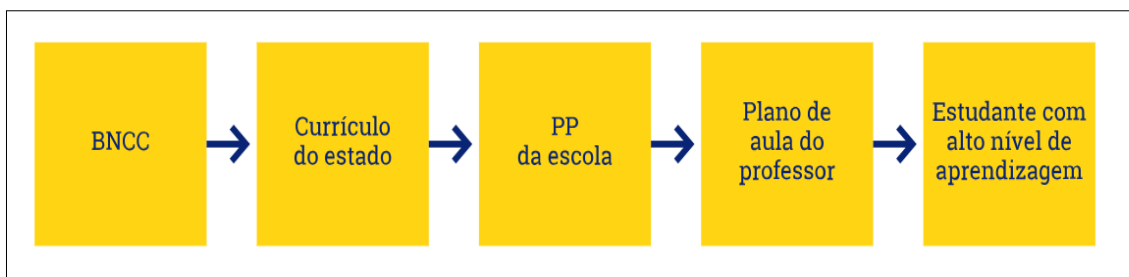 BNCC
Currículo
do estado
PP
da escola
Plano de
aula do
professor
Estudante com
alto nível de
aprendizagem